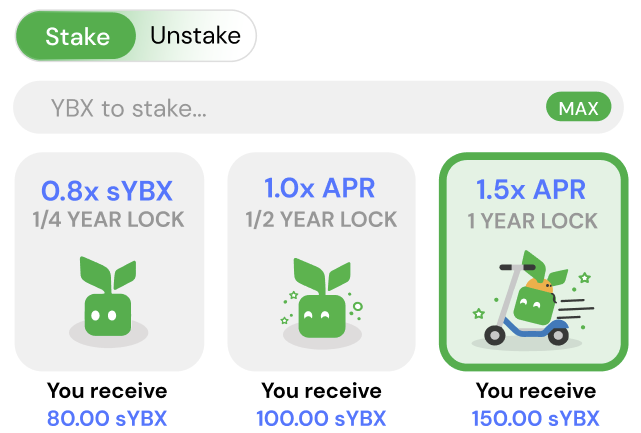 Stake
Unstake
YBX to stake...
MAX
0.8x sYBX
1/4 YEAR LOCK
1.0x APR
1/2 YEAR LOCK
1.5x APR
1 YEAR LOCK
You receive
80.00 sYBX
You receive
100.00 sYBX
You receive
150.00 sYBX